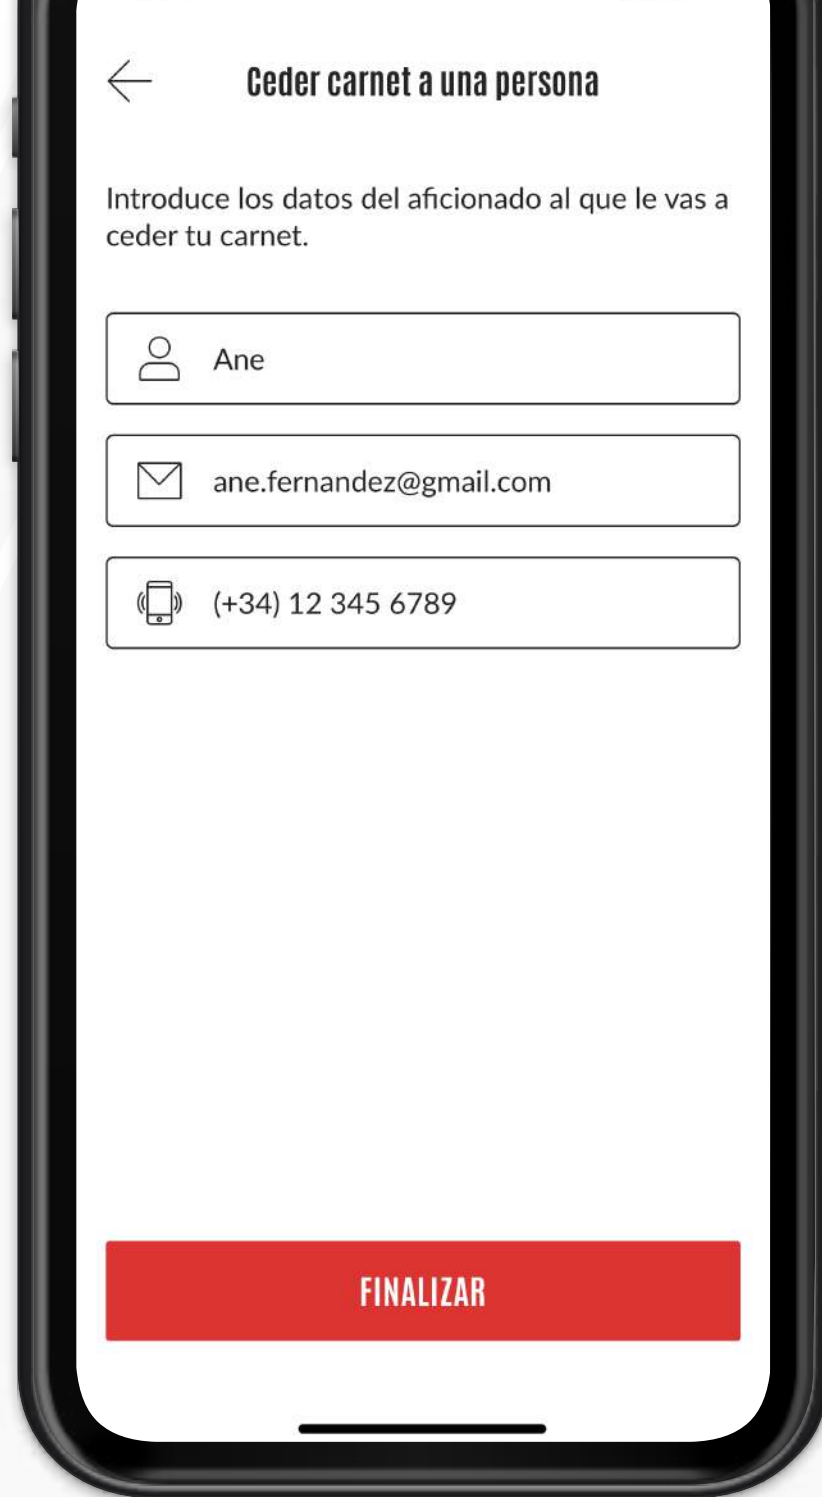 Ceder carnet a una persona
Introduce los datos del aficionado al que le vas a
ceder tu carnet.
Ane
ane.fernandez@gmail.com
(+34) 12 345 6789
FINALIZAR